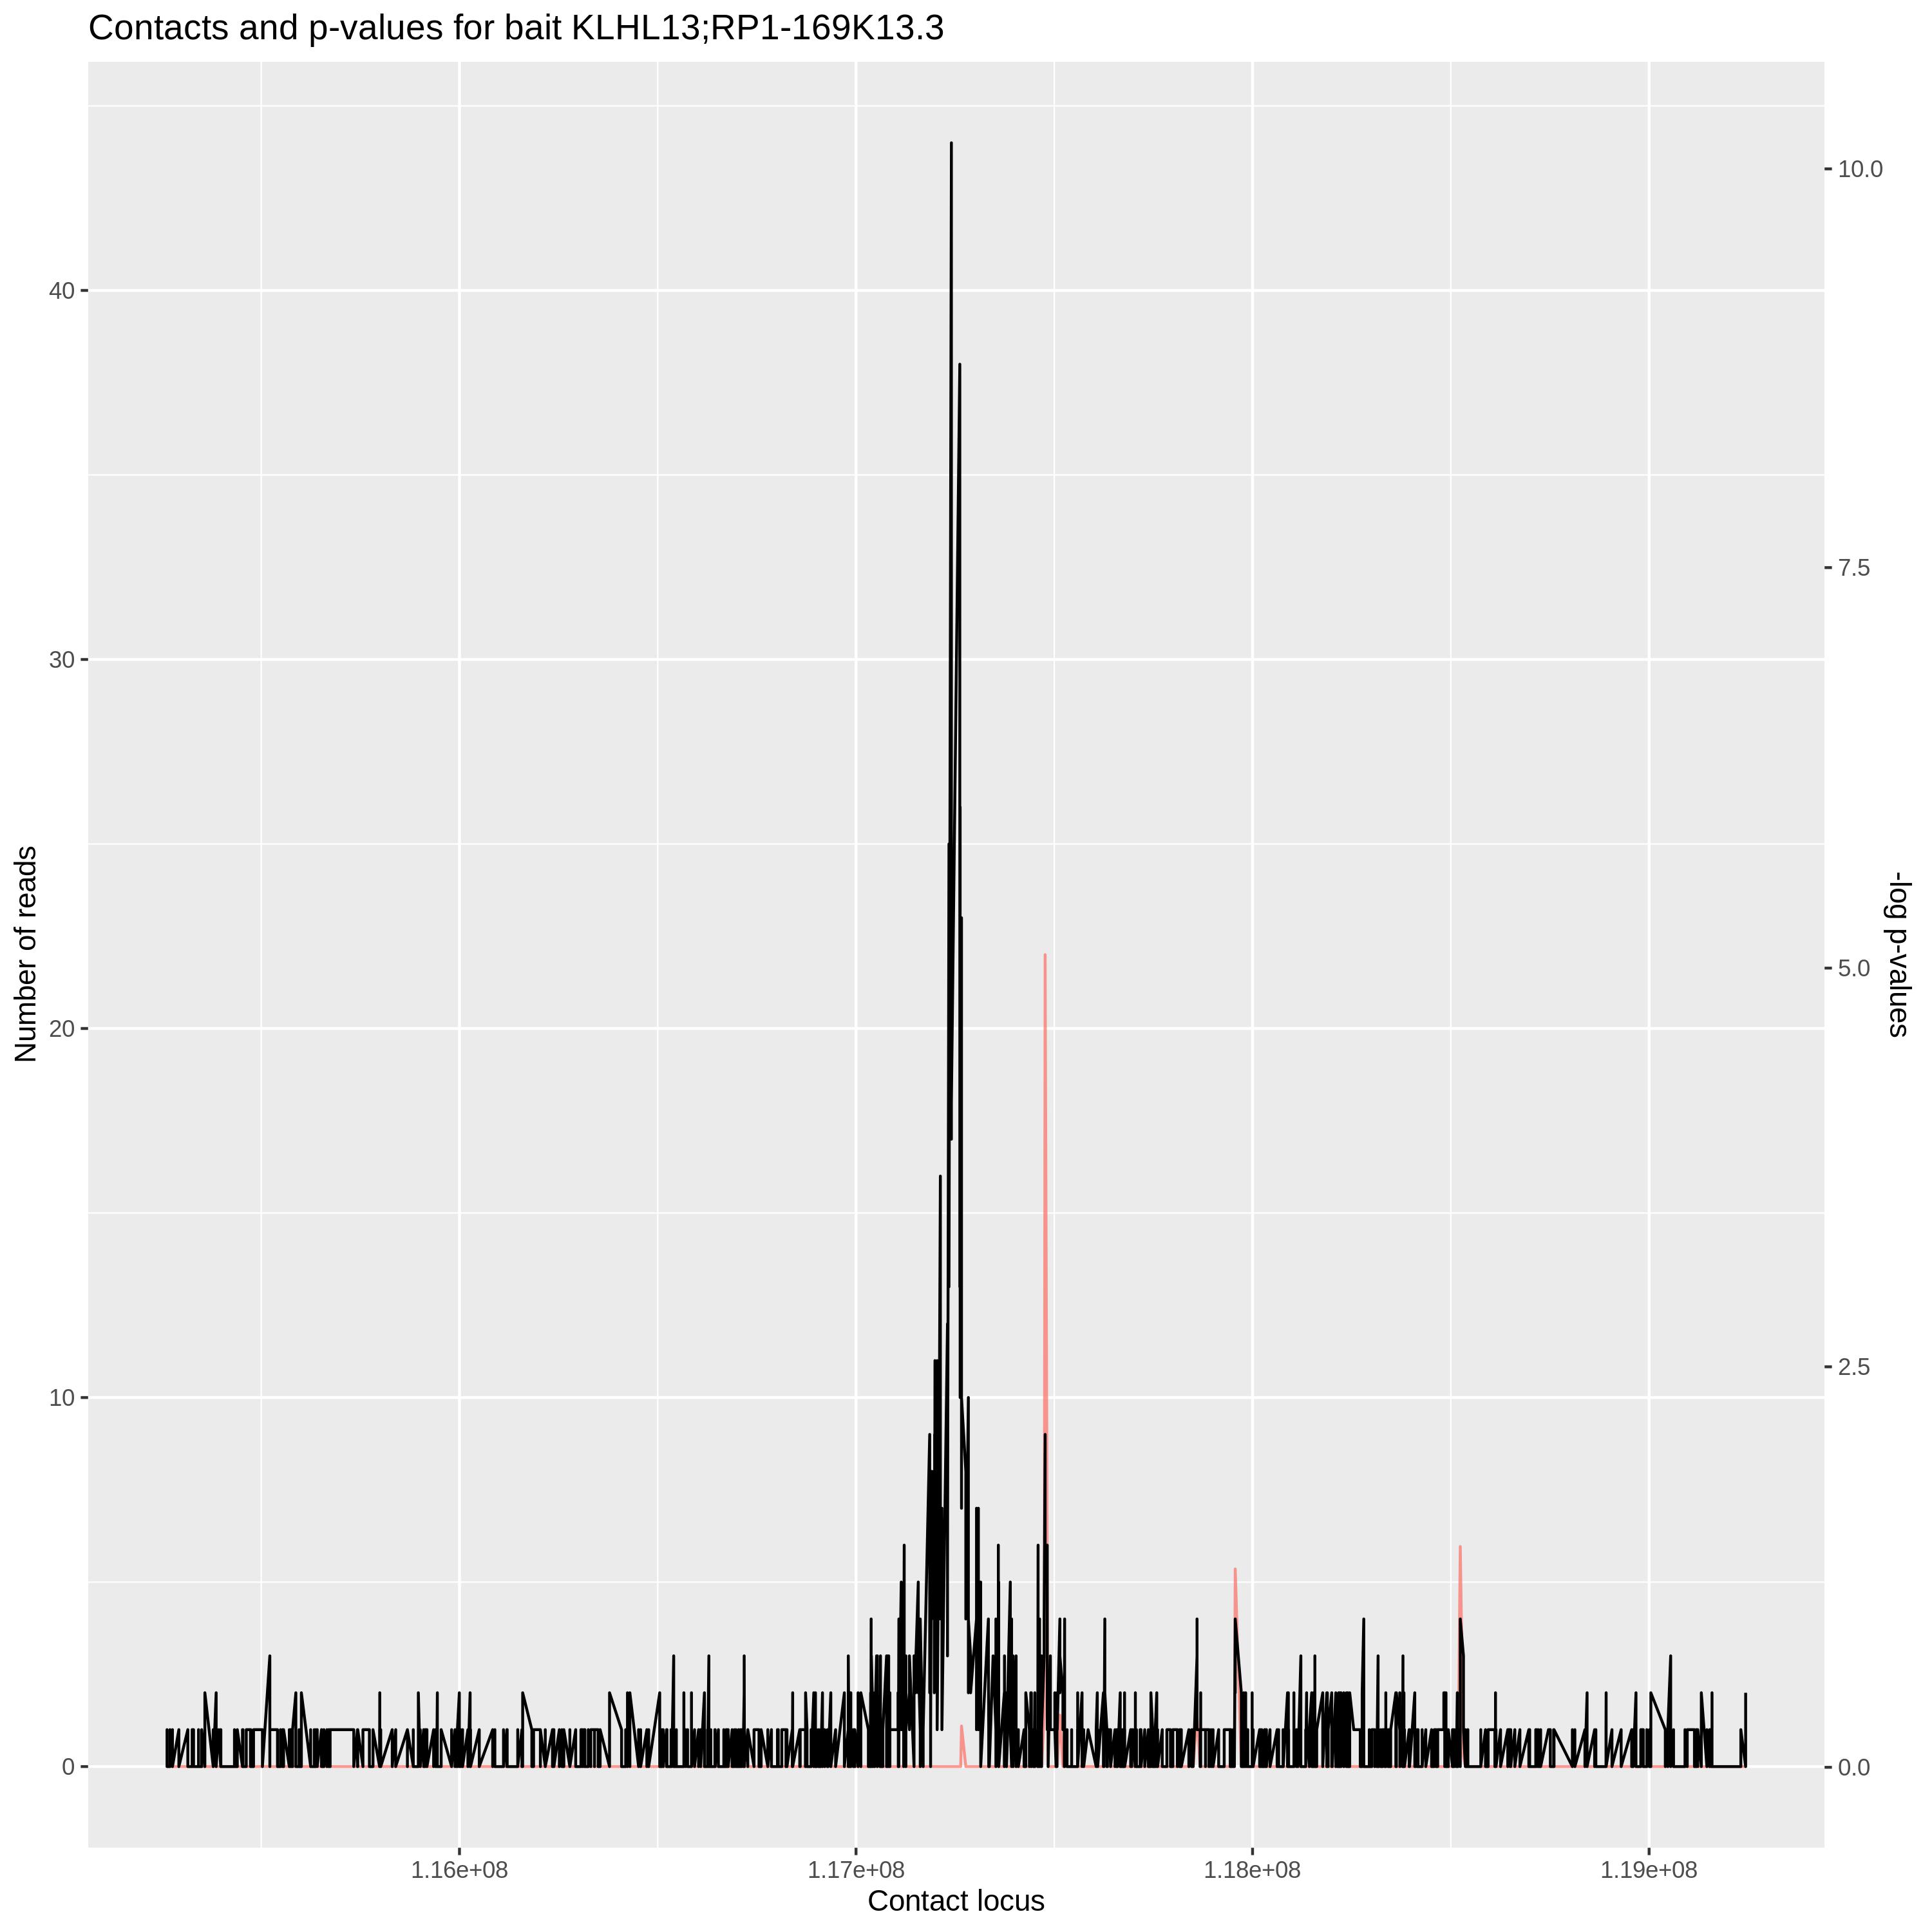 Contacts and p-values for bait KLHL13;RP1-169K13.3
Number of reads
40
30
20
10
0
10.0
7.5
5.0
2.5
0.0
-log p-values
1.16e+08
1.17e+08
1.18e+08
1.19e+08
Contact locus